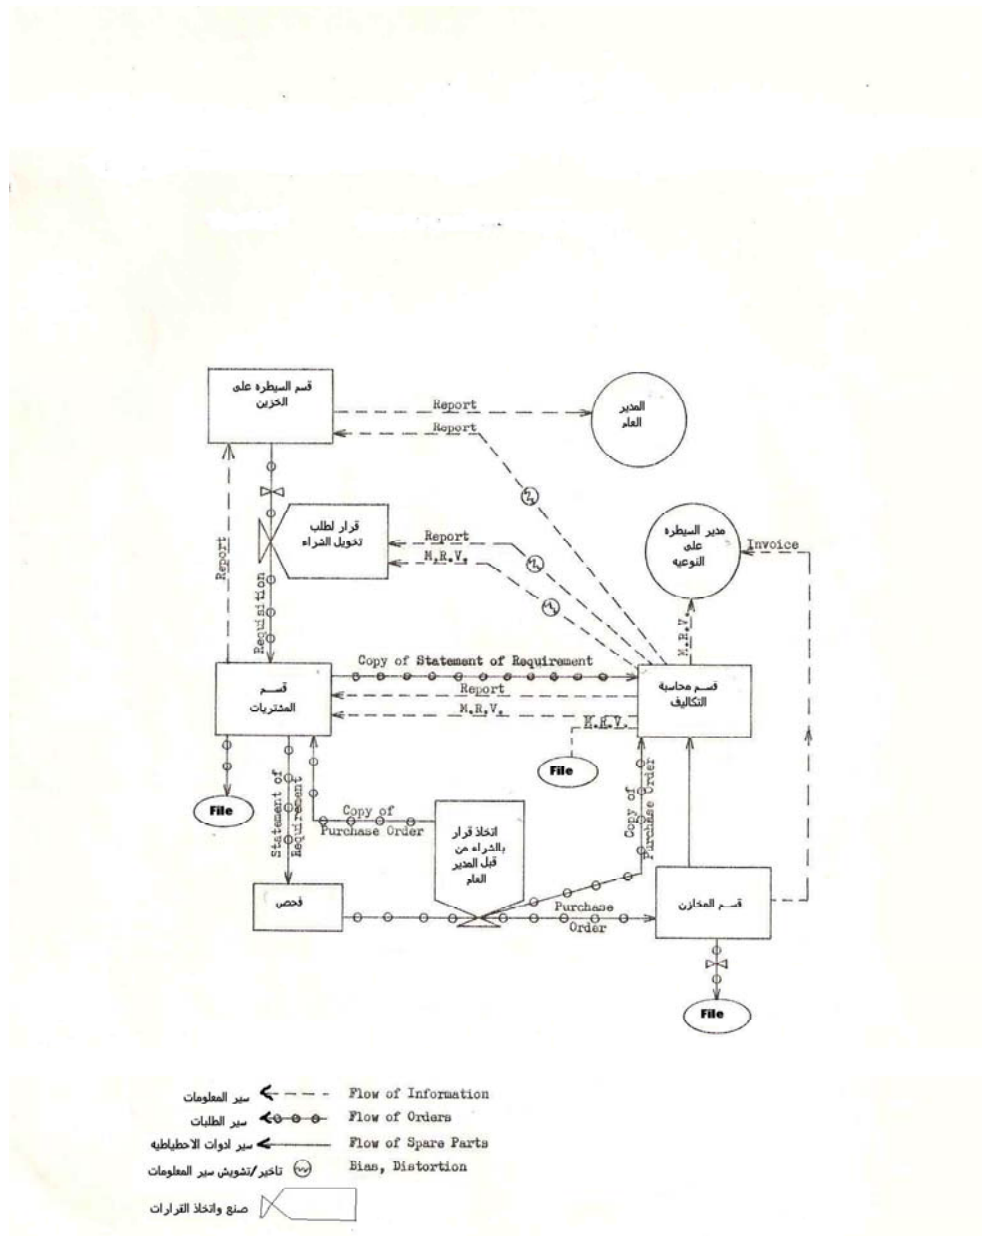 قسم السيطره على
الخزين
Report
المدير
العام
Report
قرار لطلب
تخويل الشراء
Report
M.R.V.
مدير السيطره
على
النوعيه
Invoice
Report
Requisition
M.R.V.
قسم
المشتريات
Copy of Statement of Requirement
Report
M.R.V.
M.R.V.
قسم محاسبة
التكاليف
File
File
Statement of
Requirement
Copy of
Purchase Order
اتخاذ قرار
بالشراء من
قبل المدير
العام
Copy of
Purchase Order
فحص
Purchase
Order
قسم المخازن
File
سير المعلومات
Flow of Information
سير الطلبات
Flow of Orders
سير ادوات الاحطياطيه
Flow of Spare Parts
تاخير/تشويش سير المعلومات
Bias, Distortion
صنع واتخاذ القرارات